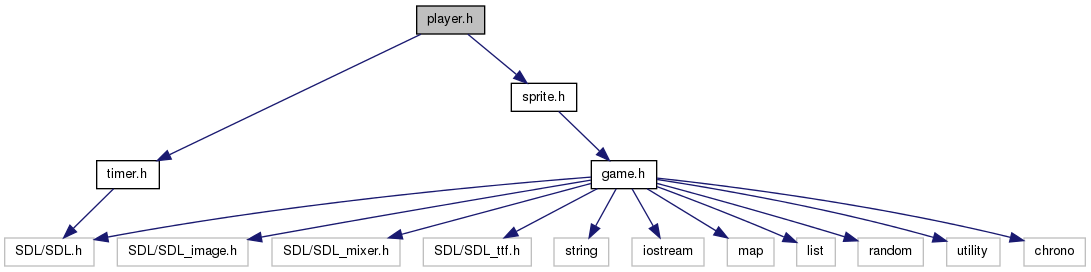 player.h
sprite.h
timer.h
game.h
SDL/SDL.h
SDL/SDL_image.h
SDL/SDL_mixer.h
SDL/SDL_ttf.h
string
iostream
map
list
random
utility
chrono